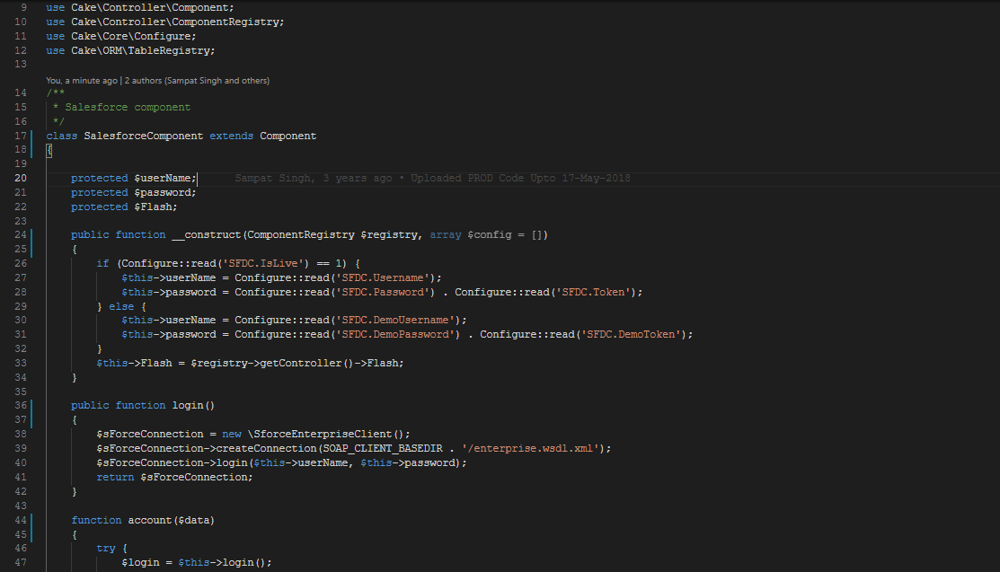 9 use Cake\Controller\Component;
10 use Cake\Controller\ComponentRegistry;
11 use Cake\Core\Configure;
12 use Cake\ORM\TableRegistry;
13
You, a minute ago | 2 authors (Sampat Singh and others)
14 /**
15  * Salesforce component
16  */
17 class SalesforceComponent extends Component
18 {
19
20     protected $userName;      Sampat Singh, 3 years ago • Uploaded PROD Code Upto 17-May-2018
21     protected $password;
22     protected $Flash;
23
24     public function __construct(ComponentRegistry $registry, array $config = [])
25     {
26         if (Configure::read('SFDC.IsLive') == 1) {
27             $this->userName = Configure::read('SFDC.Username');
28             $this->password = Configure::read('SFDC.Password') . Configure::read('SFDC.Token');
29         } else {
30             $this->userName = Configure::read('SFDC.DemoUsername');
31             $this->password = Configure::read('SFDC.DemoPassword') . Configure::read('SFDC.DemoToken');
32         }
33         $this->Flash = $registry->getController()->Flash;
34     }
35
36     public function login()
37     {
38         $sForceConnection = new \SforceEnterpriseClient();
39         $sForceConnection->createConnection(SOAP_CLIENT_BASEDIR . '/enterprise.wsdl.xml');
40         $sForceConnection->login($this->userName, $this->password);
41         return $sForceConnection;
42     }
43
44     function account($data)
45     {
46         try {
47             $login = $this->login();